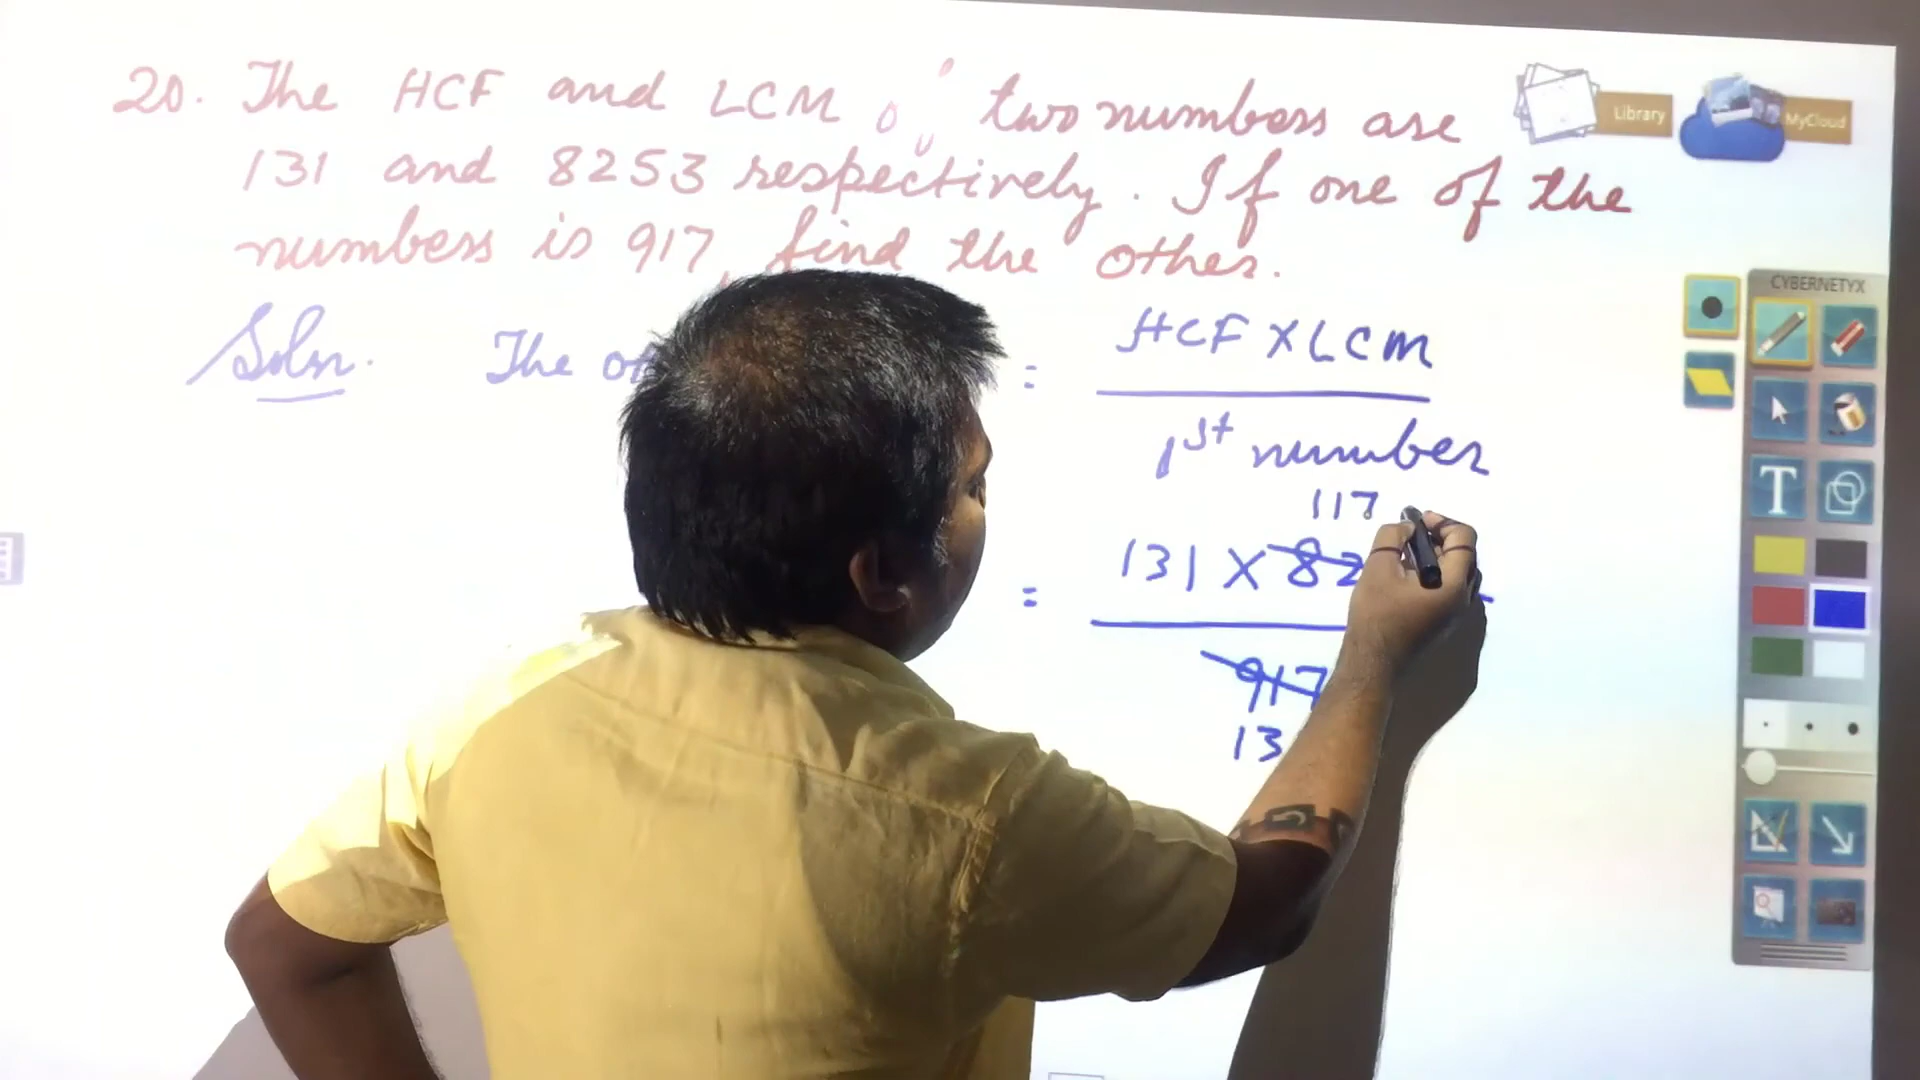 20. The HCF and LCM of two numbers are
131 and 8253 respectively. If one of the
numbers is 917, find the other.
Soln. The = HCF X LCM
1st number
117
= 131 X 82
917
13
Library
MyCloud
CYBERNETYX
T